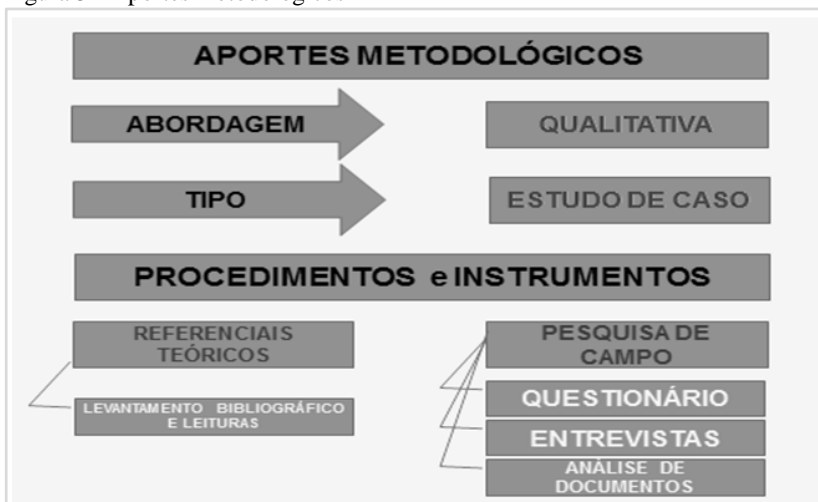 APORTES METODOLÓGICOS
ABORDAGEM
QUALITATIVA
TIPO
ESTUDO DE CASO
PROCEDIMENTOS e INSTRUMENTOS
REFERENCIAIS
TEÓRICOS
LEVANTAMENTO BIBLIOGRÁFICO
E LEITURAS
PESQUISA DE
CAMPO
QUESTIONÁRIO
ENTREVISTAS
ANÁLISE DE
DOCUMENTOS